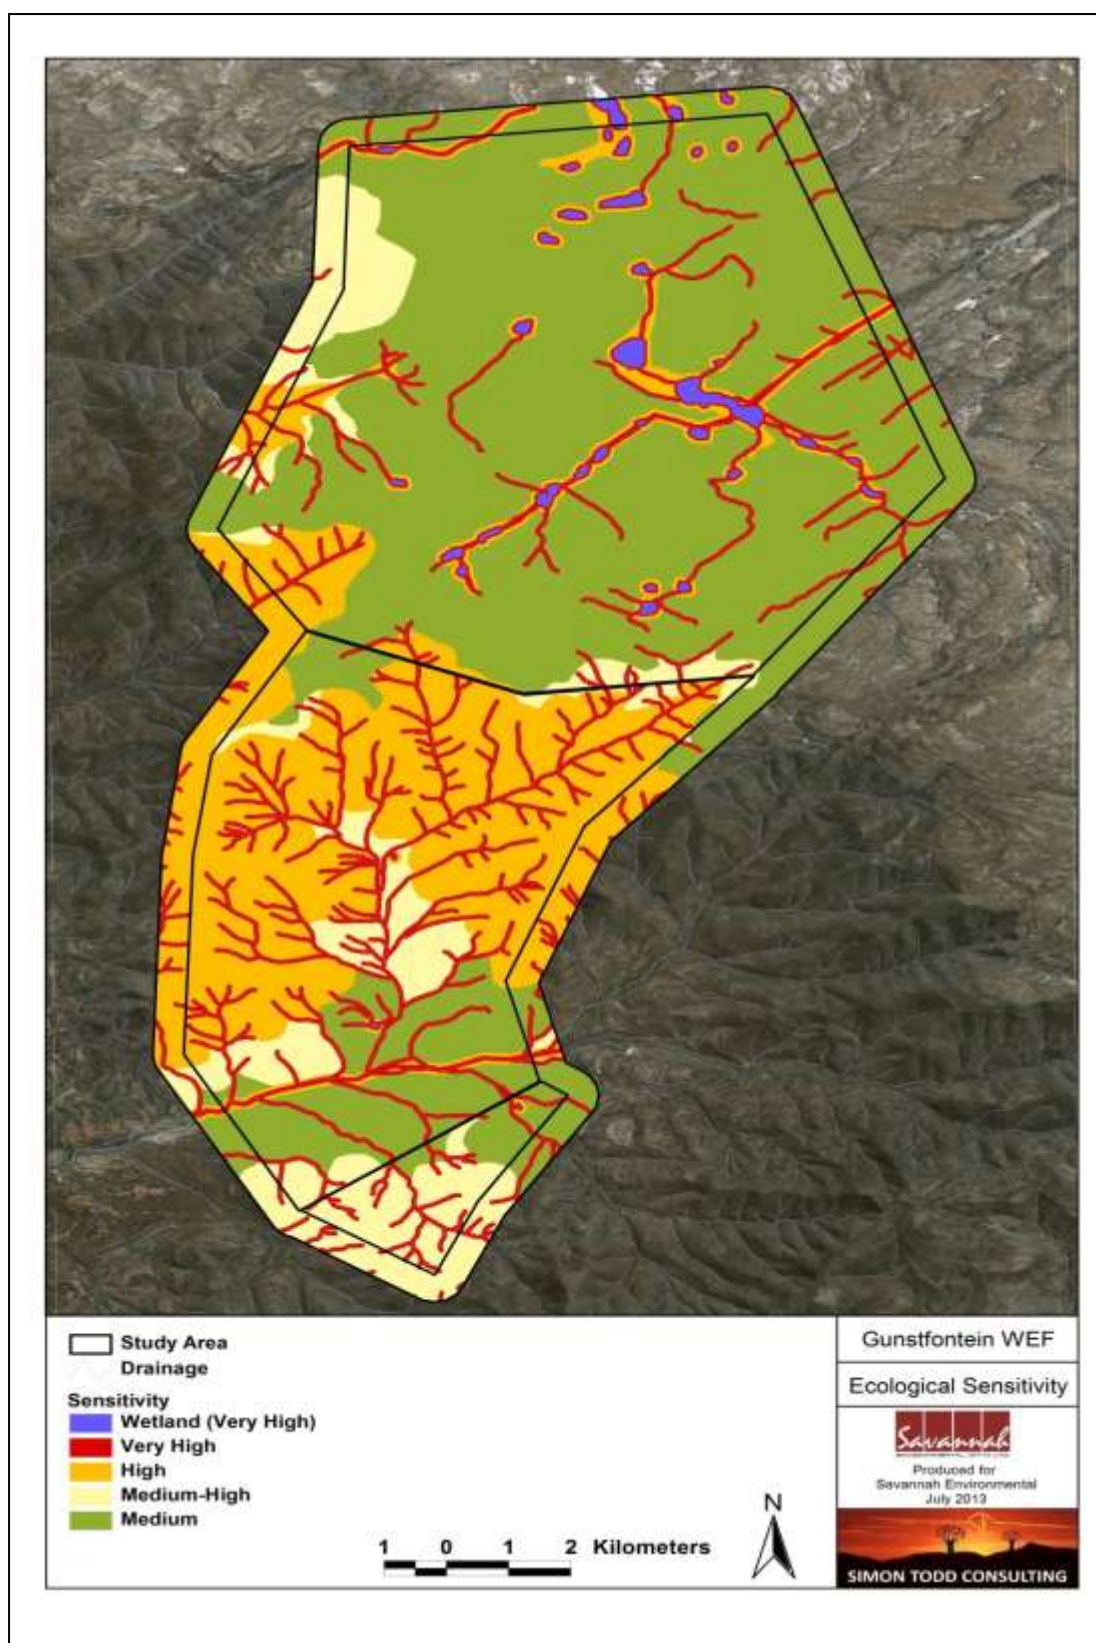 Study Area
Drainage
Sensitivity
Wetland (Very High)
Very High
High
Medium-High
Medium
1 0 1 2 Kilometers
N
Gunstfontein WEF
Ecological Sensitivity
Savannah
Produced for
Savannah Environmental
July 2013
SIMON TODD CONSULTING